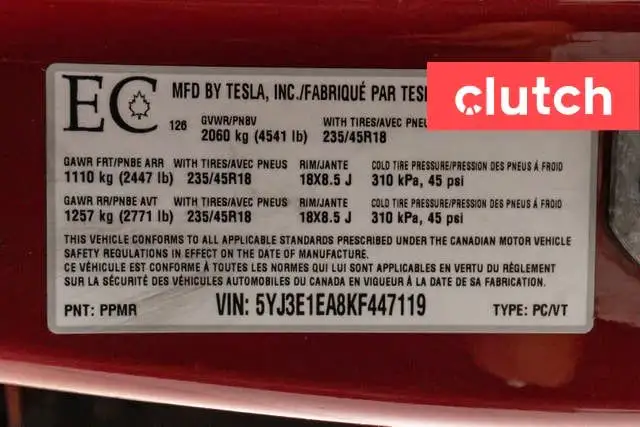 EC
126
MFD BY TESLA, INC./FABRIQUÉ PAR
GVWR/PNBV
2060 kg (4541 lb) 235/45R18
clutch
GAWR FRT/PNBE ARR WITH TIRES/AVEC PNEUS RIM/JANTE COLD TIRE PRESSURE/PRESSION DES PNEUS À FROID
1110 kg (2447 lb) 235/45R18 18X8.5 J 310 kPa, 45 psi
GAWR RR/PNBE AVT WITH TIRES/AVEC PNEUS RIM/JANTE COLD TIRE PRESSURE/PRESSION DES PNEUS À FROID
1257 kg (2771 lb) 235/45R18 18X8.5 J 310 kPa, 45 psi
THIS VEHICLE CONFORMS TO ALL APPLICABLE STANDARDS PRESCRIBED UNDER THE CANADIAN MOTOR VEHICLE
SAFETY REGULATIONS IN EFFECT ON THE DATE OF MANUFACTURE.
CE VÉHICULE EST CONFORME À TOUTES LES NORMES QUI LUI SONT APPLICABLES EN VERTU DU RÈGLEMENT
SUR LA SÉCURITÉ DES VÉHICULES AUTOMOBILES DU CANADA EN VIGUEUR À LA DATE DE SA FABRICATION.
PNT: PPMR VIN: 5YJ3E1EA8KF447119 TYPE: PC/VT